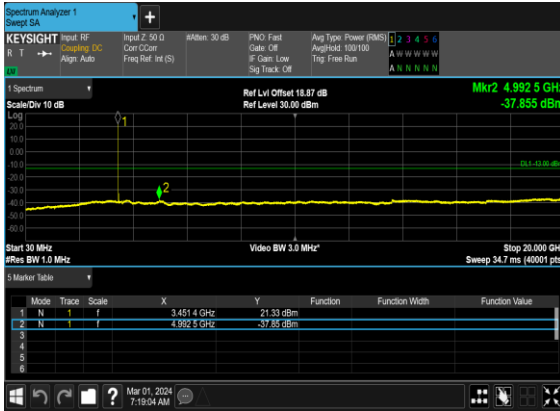 Spectrum Analyzer 1
Swept SA
+
KEYSIGHT Input: RF Input Z: 50 Ω #Atten: 30 dB PNO: Fast Avg Type: Power (RMS) 1 2 3 4 5 6
R T Coupling: DC Corr CCorr Gate: Off Avg|Hold: 100/100 A W W W W W
Align: Auto Freq Ref: Int (S) IF Gain: Low Trig: Free Run
Sig Track: Off A N N N N N
1 Spectrum Ref Lvl Offset 18.87 dB Mkr2 4.992 5 GHz
Scale/Div 10 dB Ref Level 30.00 dBm -37.855 dBm
Log
20.0
10.0
0.00
-10.0
-20.0
-30.0
-40.0
-50.0
-60.0
1
2
DL1 -13.00 dBm
Start 30 MHz Video BW 3.0 MHz* Stop 20.000 GHz
#Res BW 1.0 MHz Sweep 34.7 ms (40001 pts)
5 Marker Table
Mode Trace Scale X Y Function Function Width Function Value
1 N 1 f 3.451 4 GHz 21.33 dBm
2 N 1 f 4.992 5 GHz -37.85 dBm
3
4
5
6
? Mar 01, 2024
7:19:04 AM